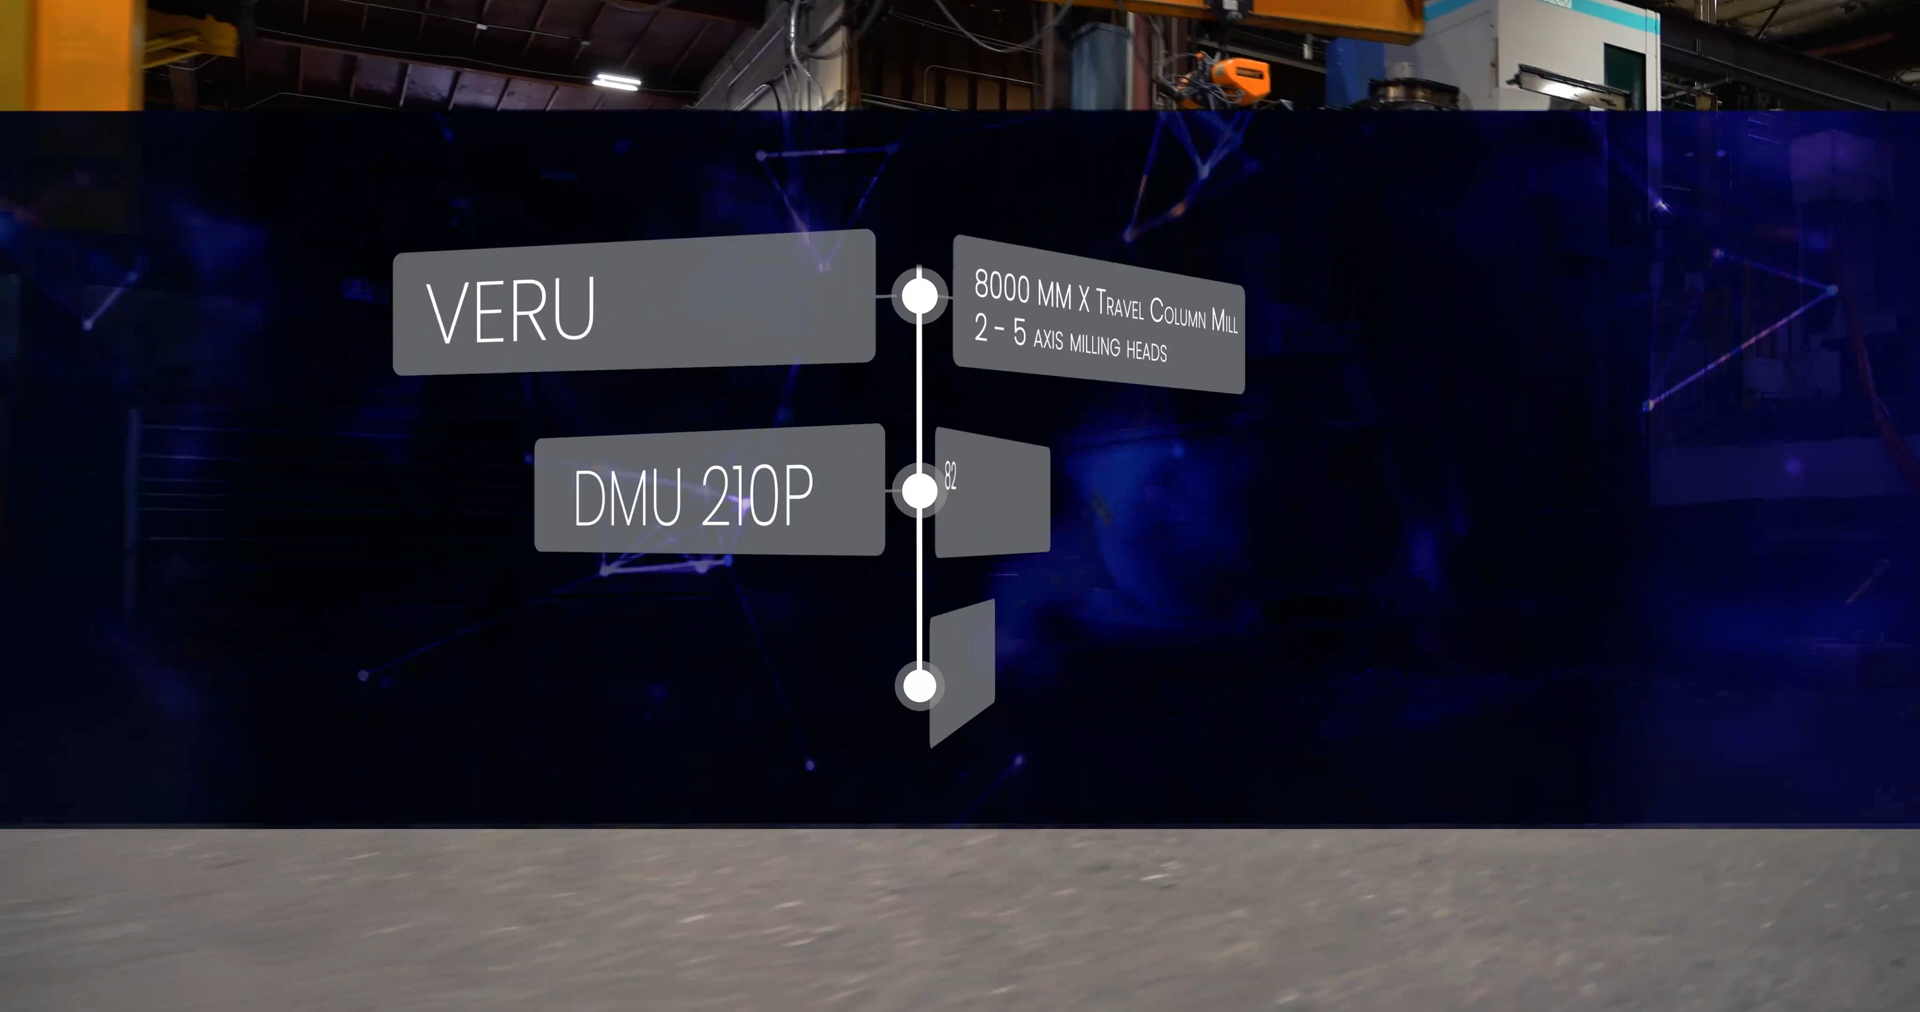 VERU
8000 MM X Travel Column Mill
2 - 5 axis milling heads
DMU 210P
82